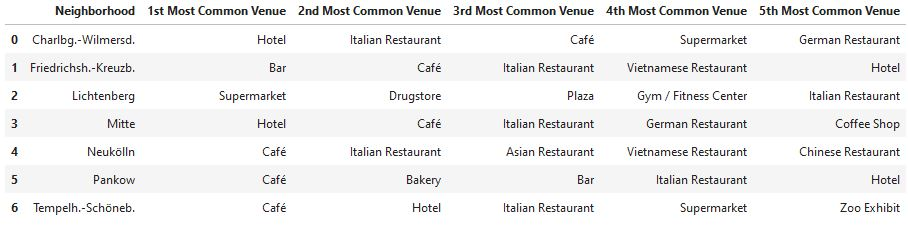 Neighborhood 1st Most Common Venue 2nd Most Common Venue 3rd Most Common Venue 4th Most Common Venue 5th Most Common Venue
0 Charlbg.-Wilmersd. Hotel Italian Restaurant Café Supermarket German Restaurant
1 Friedrichsh.-Kreuzb. Bar Café Italian Restaurant Vietnamese Restaurant Hotel
2 Lichtenberg Supermarket Drugstore Plaza Gym / Fitness Center Italian Restaurant
3 Mitte Hotel Café Italian Restaurant German Restaurant Coffee Shop
4 Neukölln Café Italian Restaurant Asian Restaurant Vietnamese Restaurant Chinese Restaurant
5 Pankow Café Bakery Bar Italian Restaurant Hotel
6 Tempelh.-Schöneb. Café Hotel Italian Restaurant Supermarket Zoo Exhibit